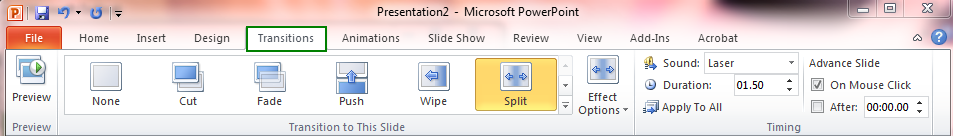 Presentation2 - Microsoft PowerPoint
File Home Insert Design Transitions Animations Slide Show Review View Add-Ins Acrobat
Preview
None Cut Fade Push Wipe Split
Effect Options
Sound: Laser
Duration: 01.50
Apply To All
Advance Slide
On Mouse Click
After: 00:00.00
Preview Transition to This Slide Timing